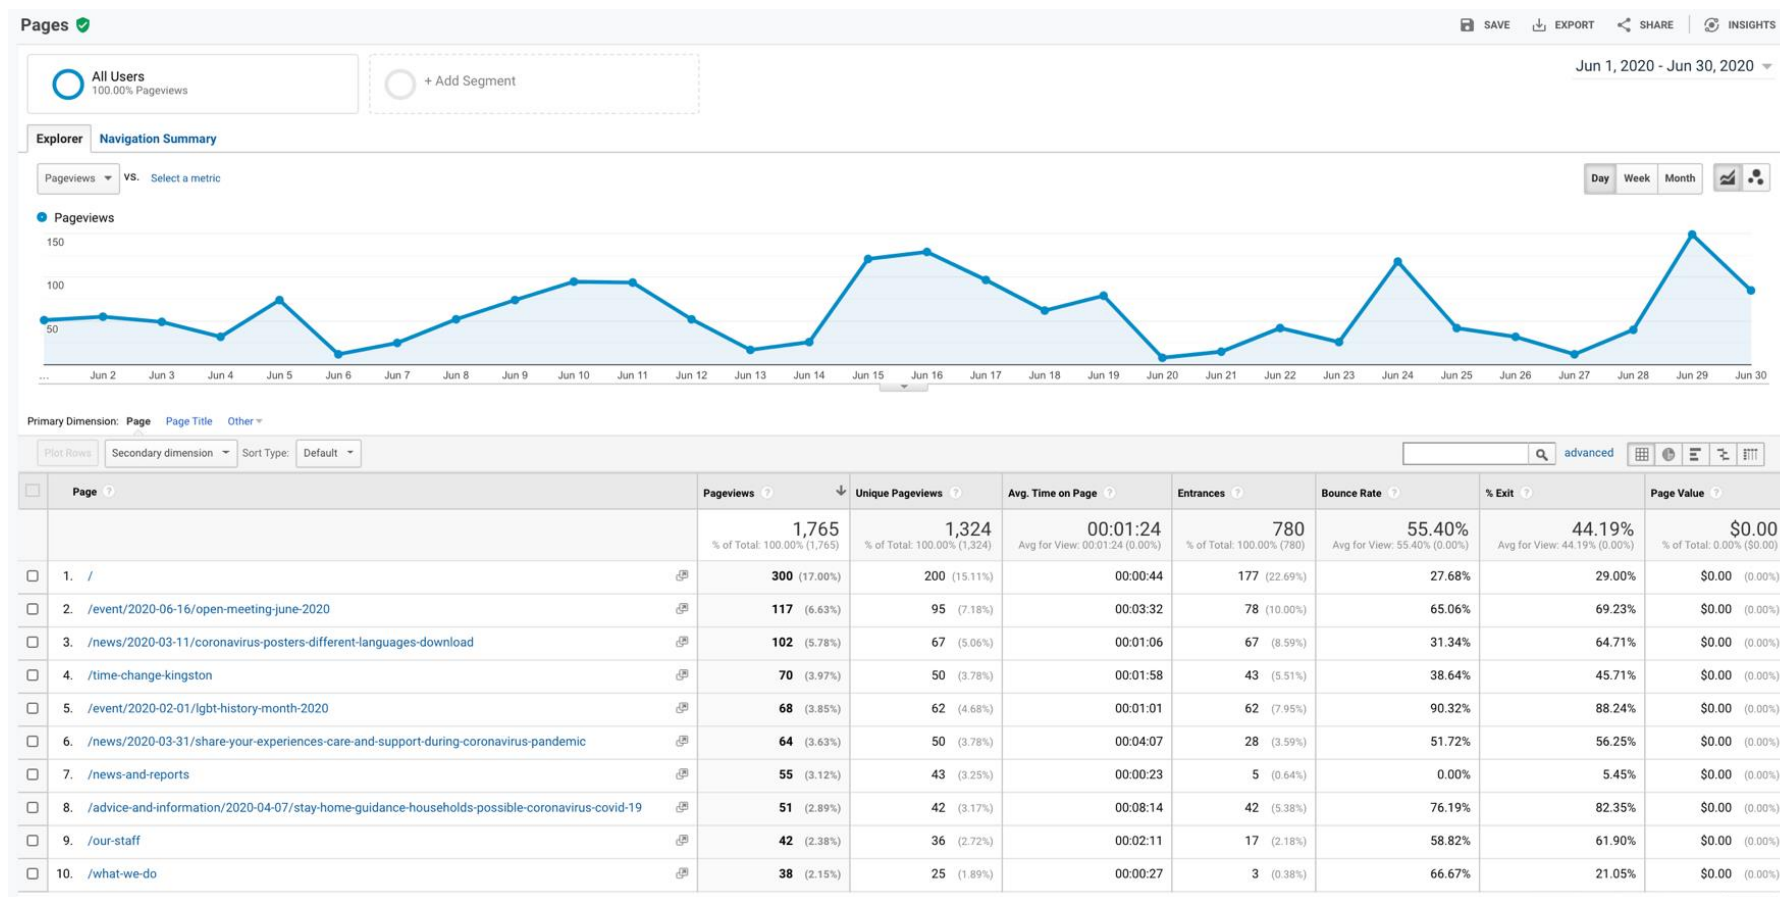 Pages SAVE EXPORT SHARE INSIGHTS
All Users
100.00% Pageviews
+ Add Segment
Jun 1, 2020 - Jun 30, 2020
Explorer Navigation Summary
Pageviews VS. Select a metric Day Week Month
Pageviews
150
100
50
... Jun 2 Jun 3 Jun 4 Jun 5 Jun 6 Jun 7 Jun 8 Jun 9 Jun 10 Jun 11 Jun 12 Jun 13 Jun 14 Jun 15 Jun 16 Jun 17 Jun 18 Jun 19 Jun 20 Jun 21 Jun 22 Jun 23 Jun 24 Jun 25 Jun 26 Jun 27 Jun 28 Jun 29 Jun 30
Primary Dimension: Page Page Title Other
Plot Rows Secondary dimension Sort Type: Default advanced
Page ? Pageviews ? Unique Pageviews ? Avg. Time on Page ? Entrances ? Bounce Rate ? % Exit ? Page Value ?
1,765 1,324 00:01:24 780 55.40% 44.19% $0.00
% of Total: 100.00% (1,765) % of Total: 100.00% (1,324) Avg for View: 00:01:24 (0.00%) % of Total: 100.00% (780) Avg for View: 55.40% (0.00%) Avg for View: 44.19% (0.00%) % of Total: 0.00% ($0.00)
1. / 300 (17.00%) 200 (15.11%) 00:00:44 177 (22.69%) 27.68% 29.00% $0.00 (0.00%)
2. /event/2020-06-16/open-meeting-june-2020 117 (6.63%) 95 (7.18%) 00:03:32 78 (10.00%) 65.06% 69.23% $0.00 (0.00%)
3. /news/2020-03-11/coronavirus-posters-different-languages-download 102 (5.78%) 67 (5.06%) 00:01:06 67 (8.59%) 31.34% 64.71% $0.00 (0.00%)
4. /time-change-kingston 70 (3.97%) 50 (3.78%) 00:01:58 43 (5.51%) 38.64% 45.71% $0.00 (0.00%)
5. /event/2020-02-01/lgbt-history-month-2020 68 (3.85%) 62 (4.68%) 00:01:01 62 (7.95%) 90.32% 88.24% $0.00 (0.00%)
6. /news/2020-03-31/share-your-experiences-care-and-support-during-coronavirus-pandemic 64 (3.63%) 50 (3.78%) 00:04:07 28 (3.59%) 51.72% 56.25% $0.00 (0.00%)
7. /news-and-reports 55 (3.12%) 43 (3.25%) 00:00:23 5 (0.64%) 0.00% 5.45% $0.00 (0.00%)
8. /advice-and-information/2020-04-07/stay-home-guidance-households-possible-coronavirus-covid-19 51 (2.89%) 42 (3.17%) 00:08:14 42 (5.38%) 76.19% 82.35% $0.00 (0.00%)
9. /our-staff 42 (2.38%) 36 (2.72%) 00:02:11 17 (2.18%) 58.82% 61.90% $0.00 (0.00%)
10. /what-we-do 38 (2.15%) 25 (1.89%) 00:00:27 3 (0.38%) 66.67% 21.05% $0.00 (0.00%)